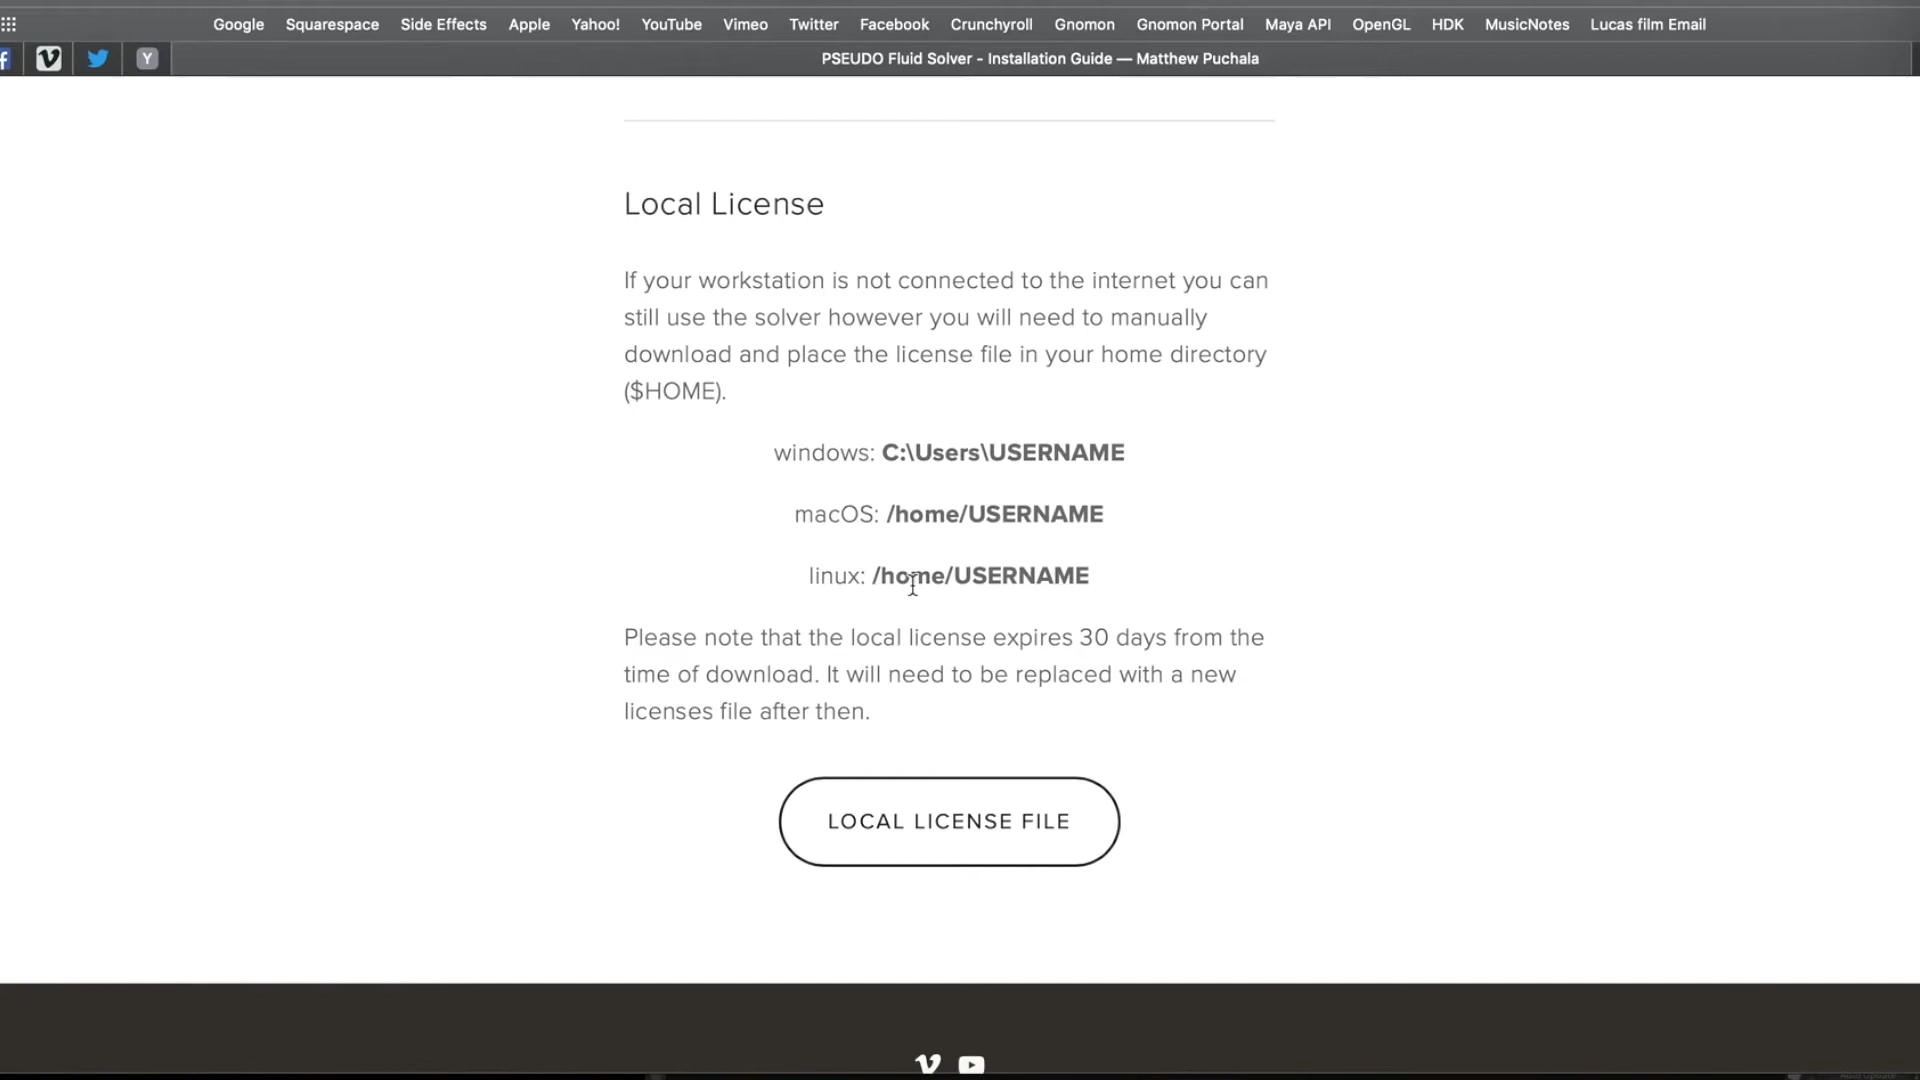 Google Squarespace Side Effects Apple Yahoo! YouTube Vimeo Twitter Facebook Crunchyroll Gnomon Gnomon Portal Maya API OpenGL HDK MusicNotes Lucas film Email
Y PSEUDO Fluid Solver - Installation Guide — Matthew Puchala
Local License
If your workstation is not connected to the internet you can
still use the solver however you will need to manually
download and place the license file in your home directory
($HOME).
windows: C:\Users\USERNAME
macOS: /home/USERNAME
linux: /home/USERNAME
Please note that the local license expires 30 days from the
time of download. It will need to be replaced with a new
licenses file after then.
LOCAL LICENSE FILE